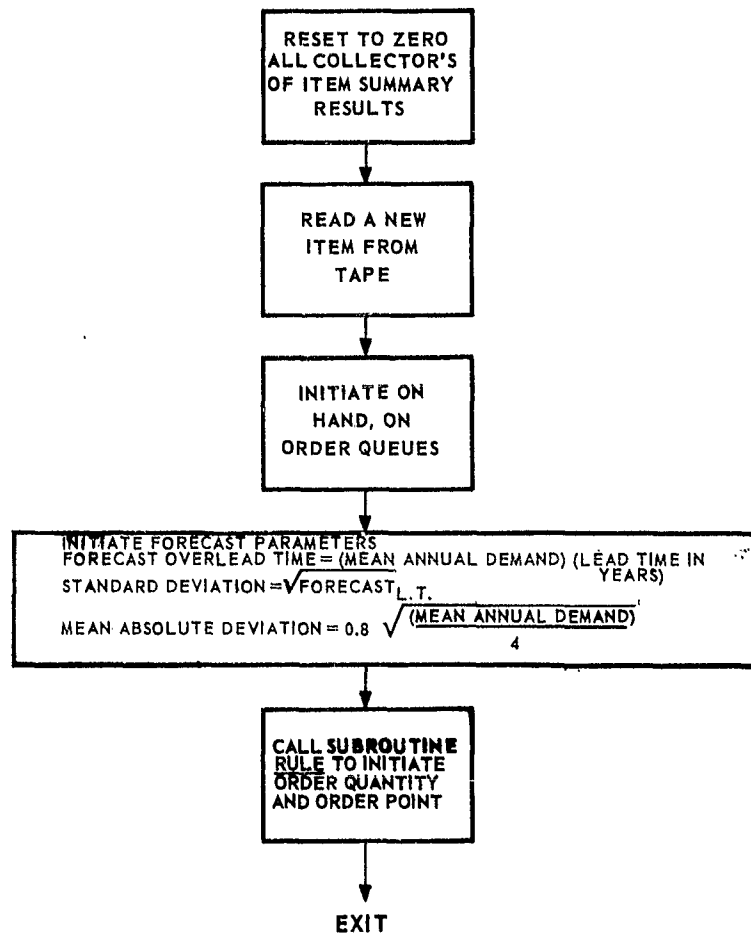 RESET TO ZERO
ALL COLLECTOR'S
OF ITEM SUMMARY
RESULTS
READ A NEW
ITEM FROM
TAPE
INITIATE ON
HAND, ON
ORDER QUEUES
INITIATE FORECAST PARAMETERS
FORECAST OVERLEAD TIME = (MEAN ANNUAL DEMAND) (LEAD TIME IN
YEARS)
STANDARD DEVIATION = √FORECAST L.T.
MEAN ABSOLUTE DEVIATION = 0.8 √(MEAN ANNUAL DEMAND)
4
CALL SUBROUTINE
RULE TO INITIATE
ORDER QUANTITY
AND ORDER POINT
EXIT